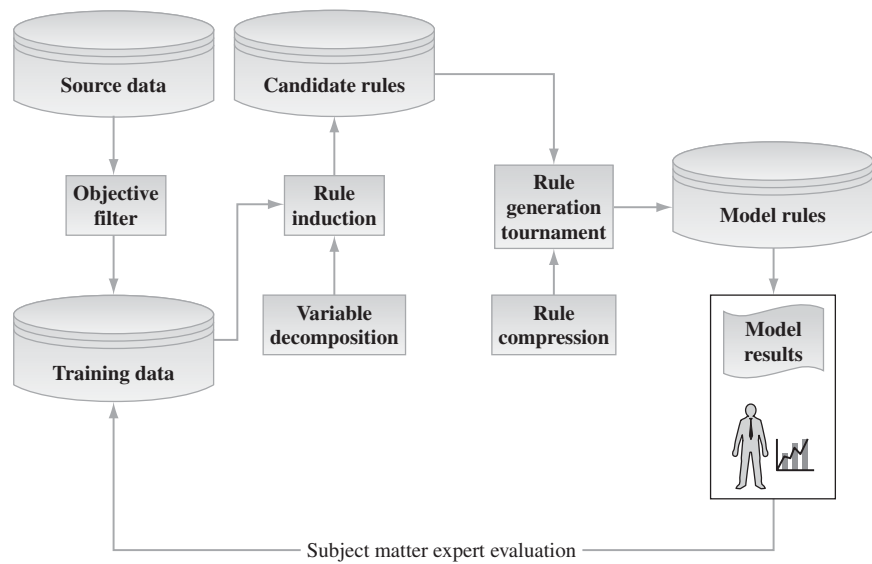 Source data
Candidate rules
Objective
filter
Rule
induction
Rule
generation
tournament
Model rules
Training data
Variable
decomposition
Rule
compression
Model
results
Subject matter expert evaluation